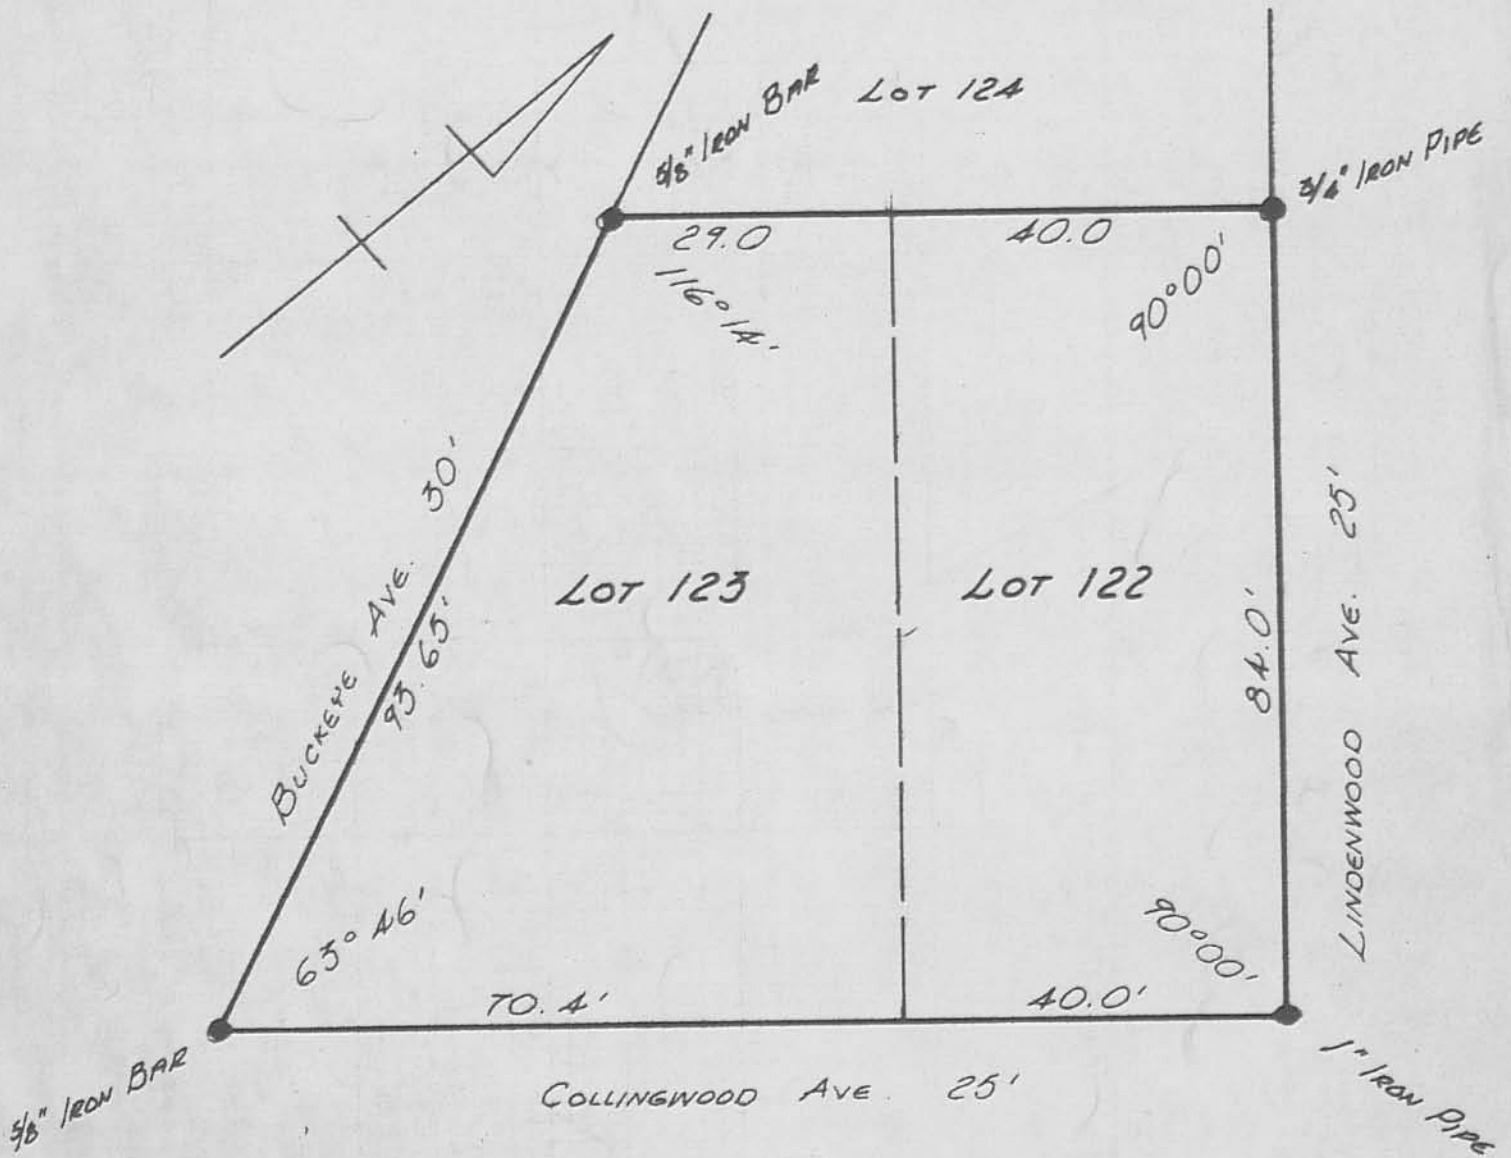 LOT 124
5/8" IRON BAR
3/4" IRON PIPE
29.0
40.0
116°14'
90°00'
BUCKEYE AVE. 30'
93.65'
LOT 123
LOT 122
84.0'
LINDENWOOD AVE. 25'
63°46'
90°00'
70.4'
40.0'
5/8" IRON BAR
COLLINGWOOD AVE. 25'
1" IRON PIPE